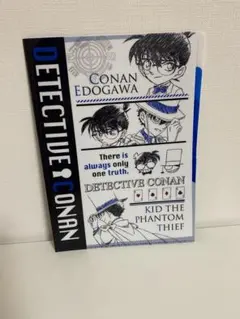 DETECTIVE CONAN
CONAN
EDOGAWA
There is
always only
one truth.
DETECTIVE CONAN
KID THE
PHANTOM
THIEF